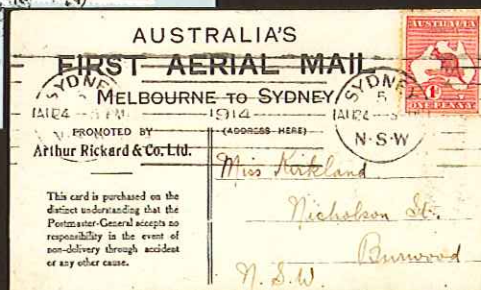 AUSTRALIA'S
FIRST AERIAL MAIL
MELBOURNE TO SYDNEY
1914
PROMOTED BY
Arthur Rickard & Co. Ltd.
(ADDRESS HERE)
This card is purchased on the
distinct understanding that the
Postmaster-General accepts no
responsibility in the event of
non-delivery through accident
or any other cause.
Miss Kirkland
Nicholson St.
Burwood
N.S.W.
AUSTRALIA
ONE PENNY
SYDNEY
5
N·S·W
SYDNEY